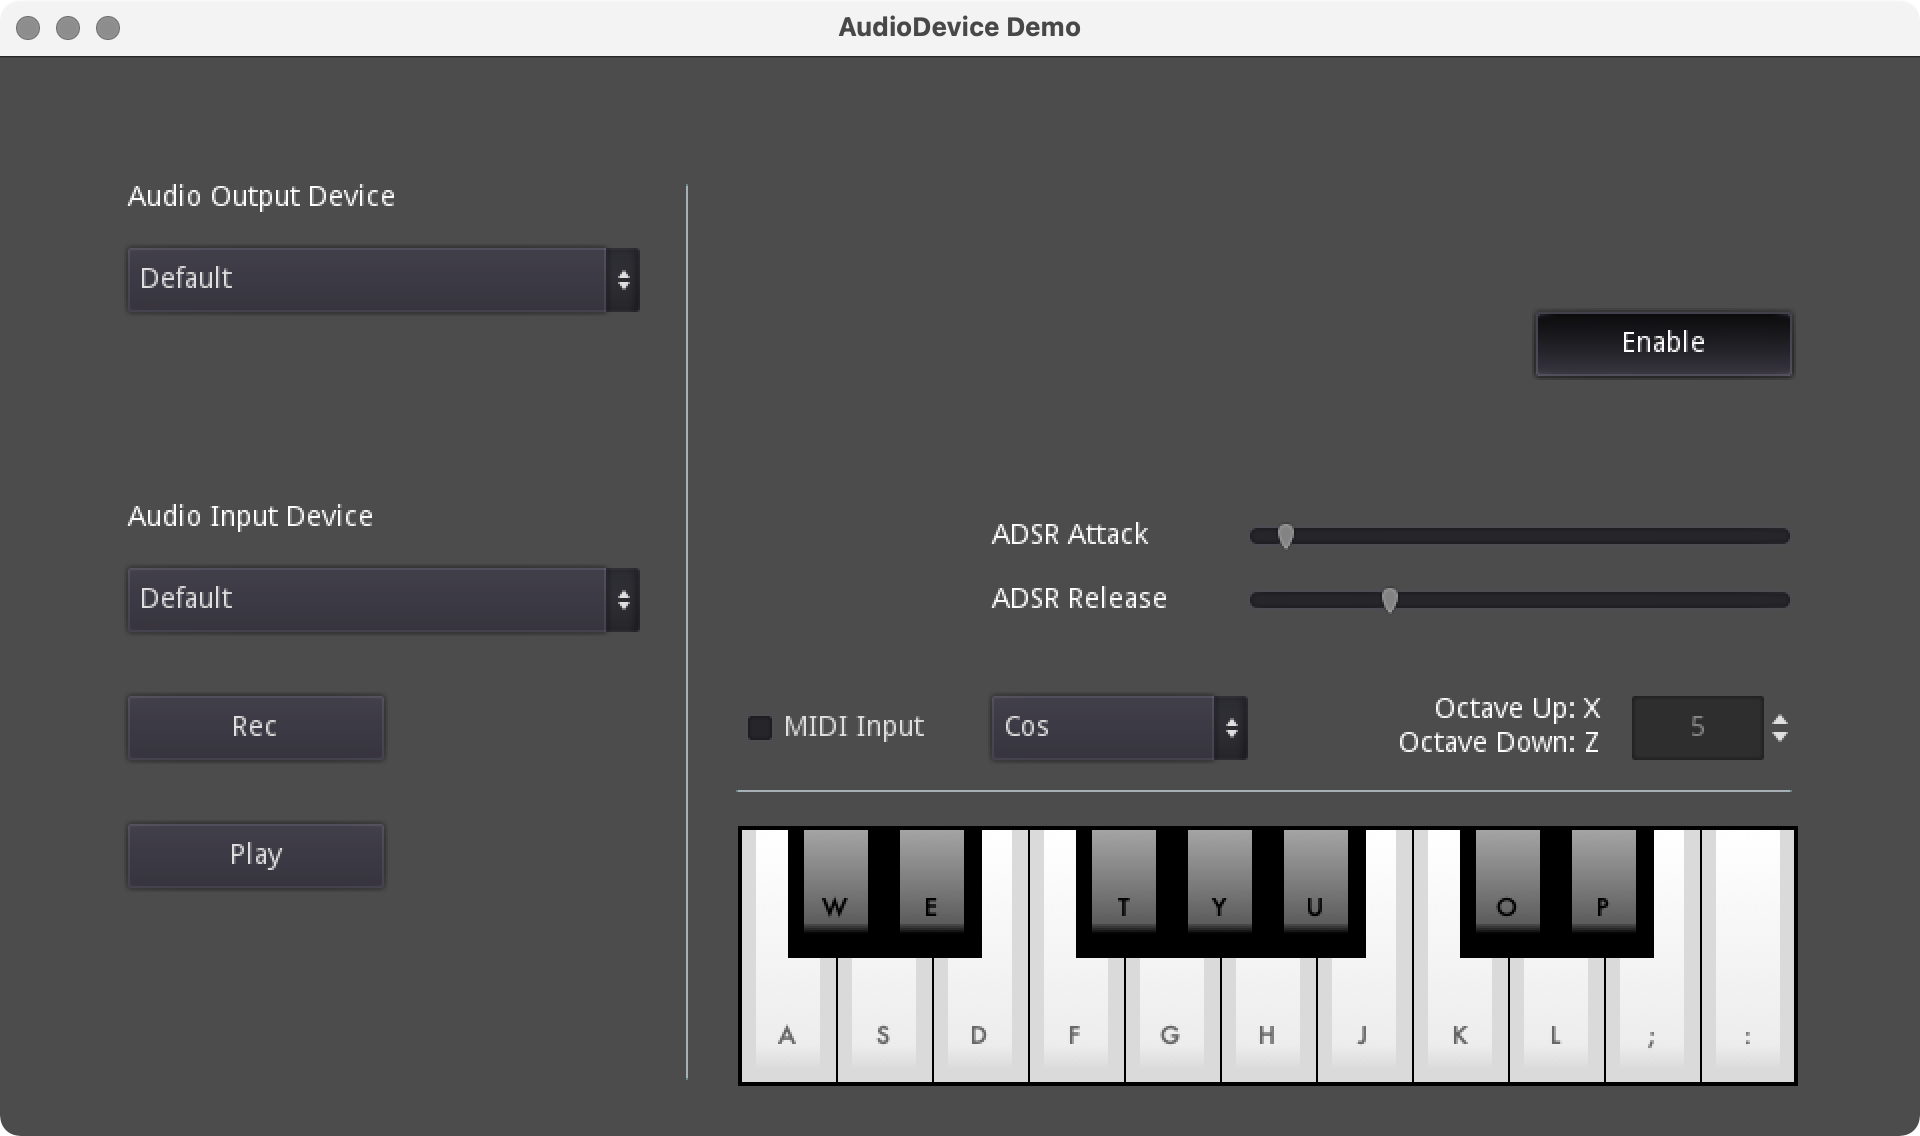 AudioDevice Demo
Audio Output Device
Default
Enable
Audio Input Device
Default
ADSR Attack
ADSR Release
Rec
MIDI Input
Cos
Octave Up: X
Octave Down: Z
5
Play
W E T Y U O P
A S D F G H J K L ; :